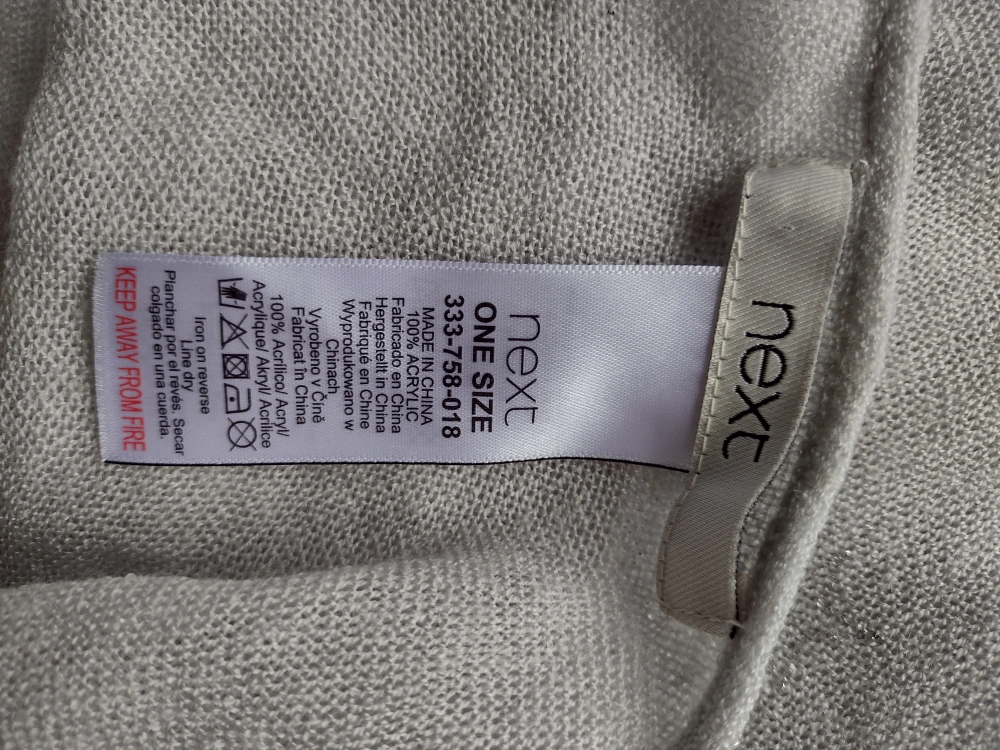 next
next
ONE SIZE
333-758-018
MADE IN CHINA
100% ACRYLIC
Fabricado en China
Hergestellt in China
Fabriqué en Chine
Wyprodukowano w
Chinach
Vyrobeno v Číně
Fabricat în China
100% Acrílico/ Acryl/
Acrylique/ Akryl/ Acrilice
Iron on reverse
Line dry
Planchar por el revés. Secar
colgado en una cuerda.
KEEP AWAY FROM FIRE